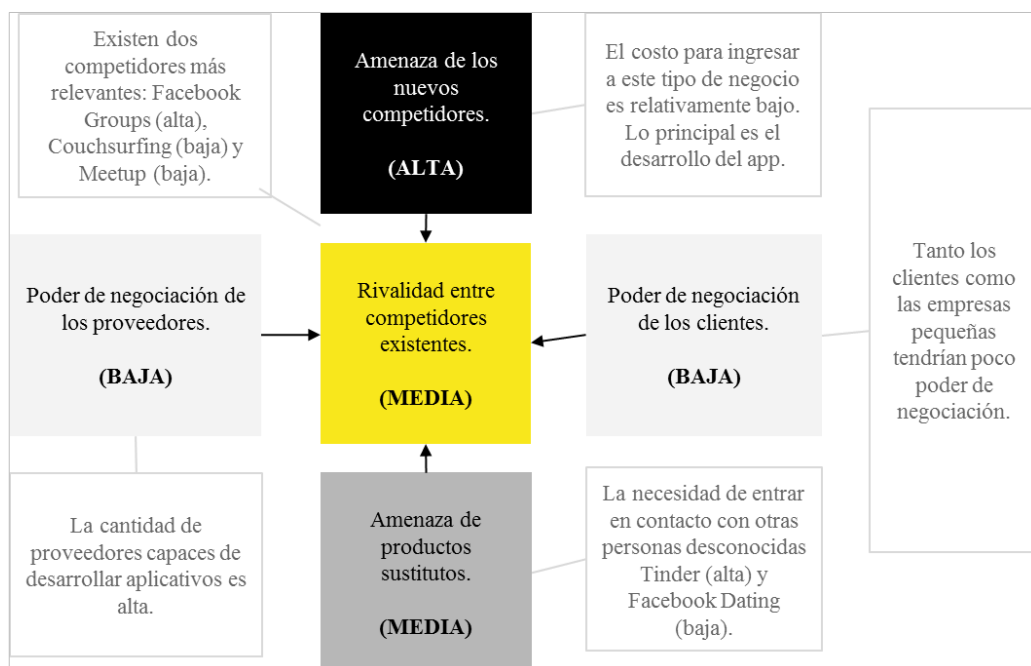 Existen dos
competidores más
relevantes: Facebook
Groups (alta),
Couchsurfing (baja) y
Meetup (baja).
Amenaza de los
nuevos
competidores.
(ALTA)
El costo para ingresar
a este tipo de negocio
es relativamente bajo.
Lo principal es el
desarrollo del app.
Poder de negociación de
los proveedores.
(BAJA)
Rivalidad entre
competidores
existentes.
(MEDIA)
Poder de negociación
de los clientes.
(BAJA)
Tanto los
clientes como
las empresas
pequeñas
tendrían poco
poder de
negociación.
La cantidad de
proveedores capaces de
desarrollar aplicativos es
alta.
Amenaza de
productos
sustitutos.
(MEDIA)
La necesidad de entrar
en contacto con otras
personas desconocidas
Tinder (alta) y
Facebook Dating
(baja).